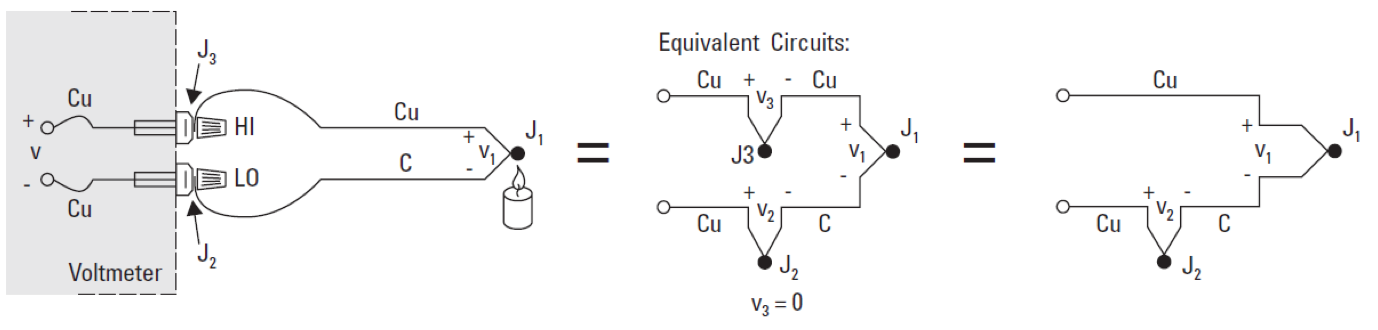 J₃
Cu
+
v
-
Cu
HI
LO
J₂
Voltmeter
Cu
C
+
v₁
-
J₁
=
Equivalent Circuits:
Cu + - Cu
v₃
J3
+
v₁
-
J₁
+ -
v₂
Cu
C
J₂
v₃ = 0
=
Cu
+
v₁
-
J₁
+ -
v₂
Cu
C
J₂